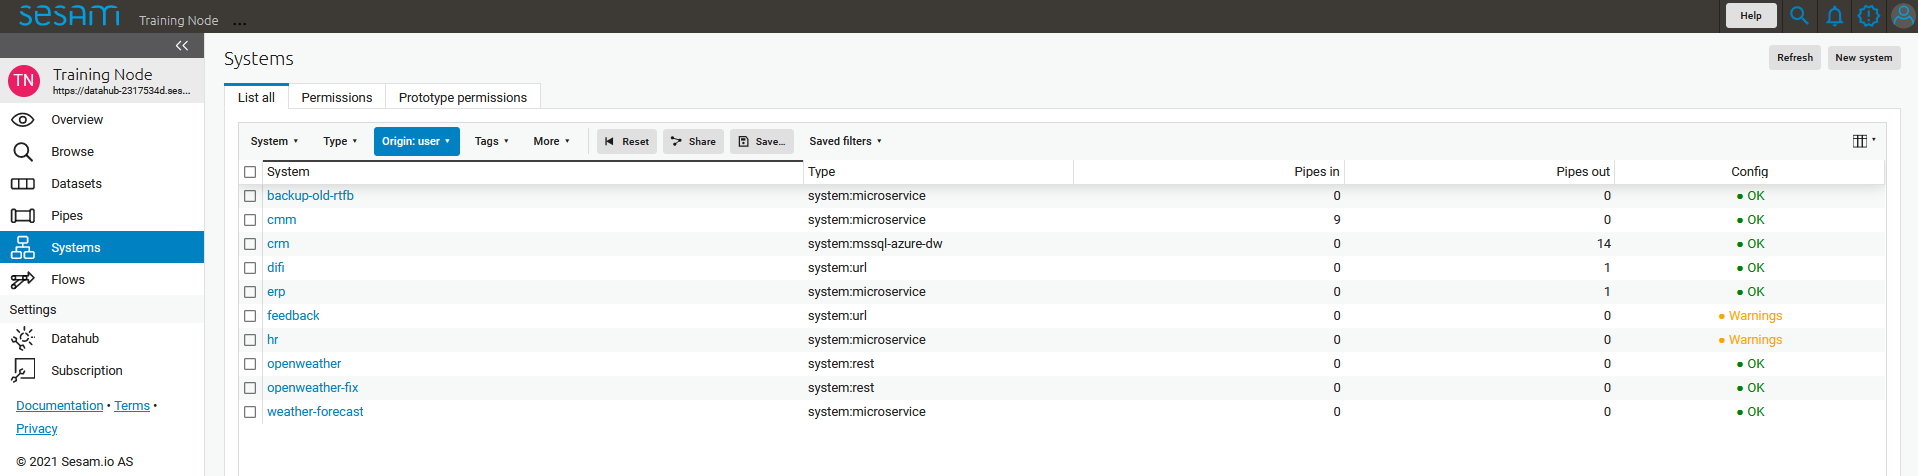 sesam Training Node ... Help
TN Training Node
https://datahub-2317534d.ses...
Overview
Browse
Datasets
Pipes
Systems
Flows
Settings
Datahub
Subscription
Documentation • Terms •
Privacy
© 2021 Sesam.io AS
Systems Refresh New system
List all Permissions Prototype permissions
System Type Origin: user Tags More Reset Share Save... Saved filters
System Type Pipes in Pipes out Config
backup-old-rtfb system:microservice 0 0 OK
cmm system:microservice 9 0 OK
crm system:mssql-azure-dw 0 14 OK
difi system:url 0 1 OK
erp system:microservice 0 1 OK
feedback system:url 0 0 Warnings
hr system:microservice 0 0 Warnings
openweather system:rest 0 0 OK
openweather-fix system:rest 0 0 OK
weather-forecast system:microservice 0 0 OK